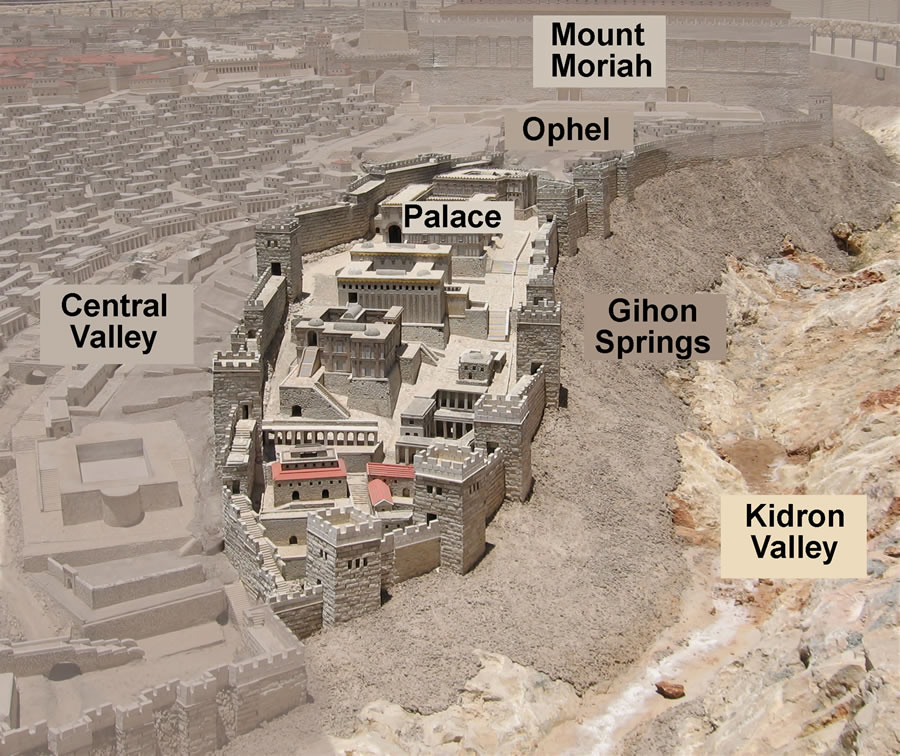 Mount
Moriah
Ophel
Palace
Central
Valley
Gihon
Springs
Kidron
Valley